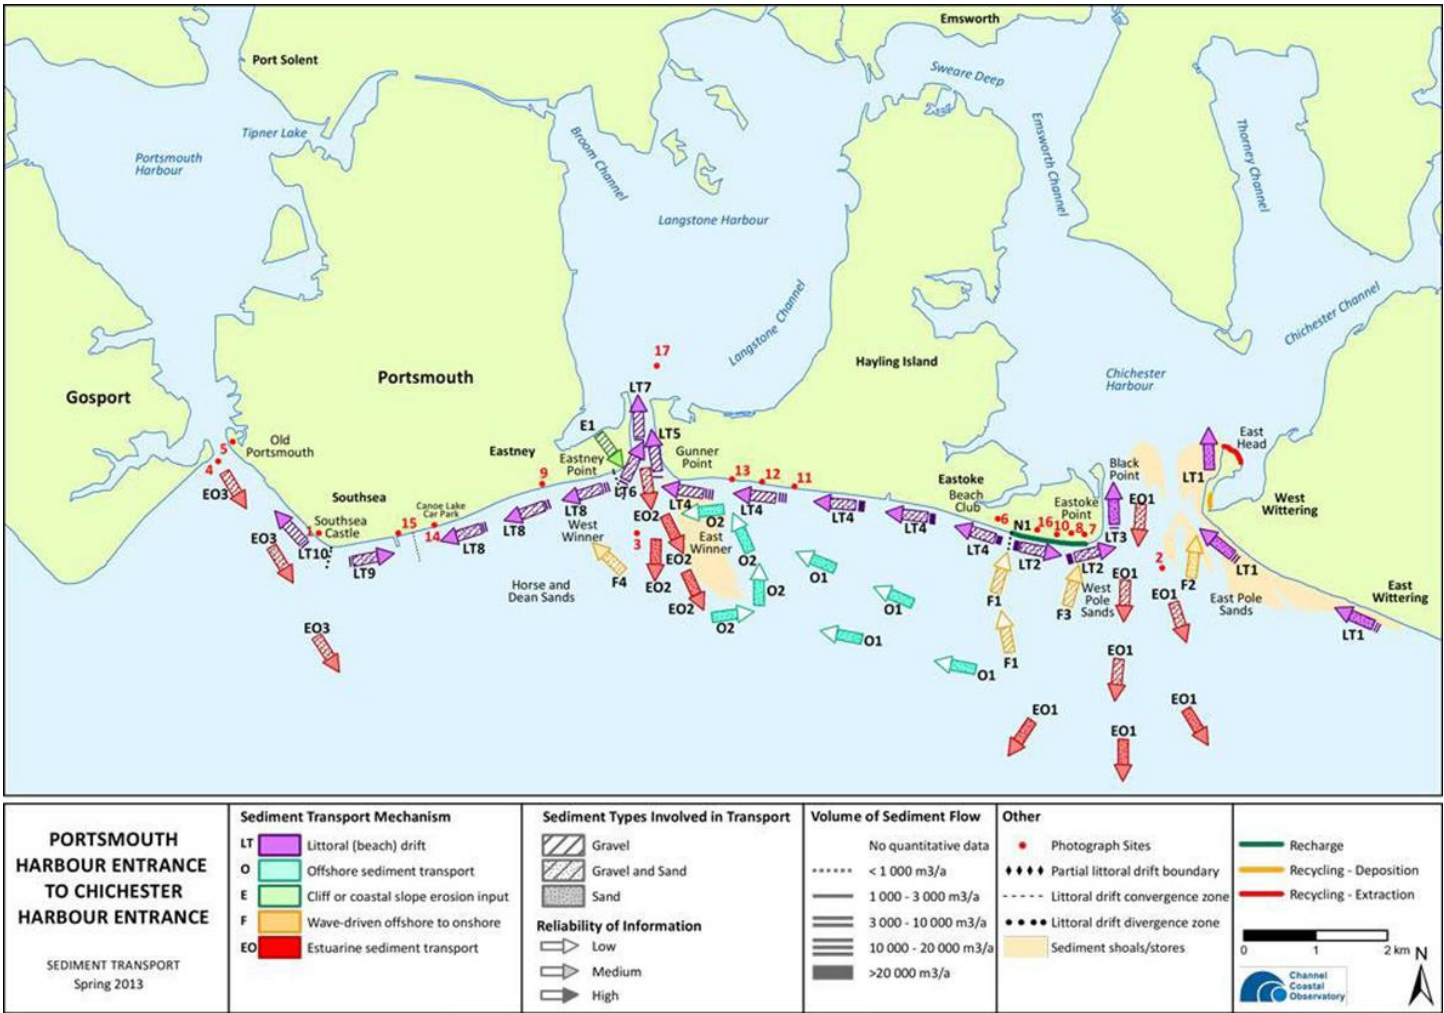 Emsworth
Port Solent
Sweare Deep
Tipner Lake
Portsmouth
Harbour
Broom Channel
Emsworth Channel
Thorney Channel
Langstone Harbour
Langstone Channel
Chichester Channel
17
Hayling Island
Chichester
Harbour
Portsmouth
Gosport
LT7
E1
LT5
Old
Portsmouth
5
4
EO3
Eastney
Eastney
Point
Gunner
Point
9
13
12
11
East
Head
LT1
Black
Point
West
Wittering
Southsea
Canoe Lake
Car Park
15
14
Southsea
Castle
1
LT10
EO3
LT9
LT8
LT8
LT8
LT6
West
Winner
EO2
3
LT4
LT4
LT4
LT4
LT4
O2
East
Winner
Eastoke
Beach
Club
6
N1
Eastoke
Point
16
10
8
7
EO1
LT3
LT2
LT2
2
F4
Horse and
Dean Sands
EO2
EO2
EO2
O2
O2
O2
O1
O1
O1
O1
F1
F1
F3
West
Pole
Sands
EO1
EO1
F2
LT1
East Pole
Sands
East
Wittering
LT1
EO3
EO1
EO1
EO1
EO1
PORTSMOUTH
HARBOUR ENTRANCE
TO CHICHESTER
HARBOUR ENTRANCE
SEDIMENT TRANSPORT
Spring 2013
Sediment Transport Mechanism
LT Littoral (beach) drift
O Offshore sediment transport
E Cliff or coastal slope erosion input
F Wave-driven offshore to onshore
EO Estuarine sediment transport
Sediment Types Involved in Transport
Gravel
Gravel and Sand
Sand
Reliability of Information
Low
Medium
High
Volume of Sediment Flow
No quantitative data
< 1 000 m3/a
1 000 - 3 000 m3/a
3 000 - 10 000 m3/a
10 000 - 20 000 m3/a
>20 000 m3/a
Other
Photograph Sites
Partial littoral drift boundary
Littoral drift convergence zone
Littoral drift divergence zone
Sediment shoals/stores
Recharge
Recycling - Deposition
Recycling - Extraction
0 1 2 km
N
Channel
Coastal
Observatory